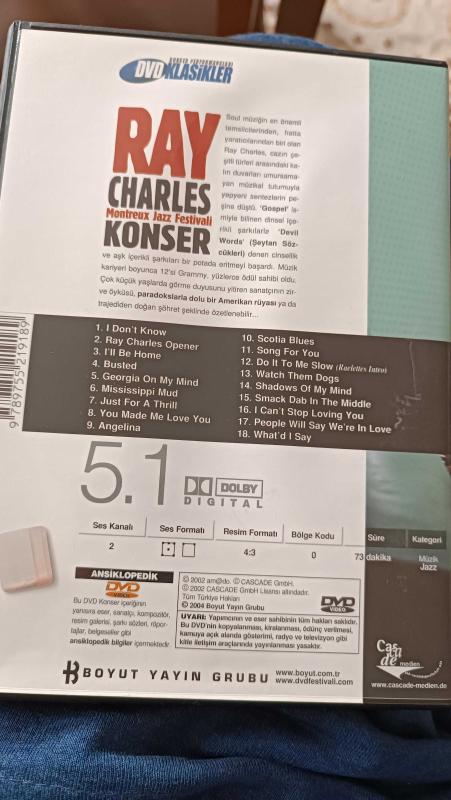 DÜNYA PERFORMANSLARI
DVD KLASİKLER
RAY
CHARLES
Montreux Jazz Festivali
KONSER
Soul müziğin en önemli
temsilcilerinden, hatta
yaratıcılarından biri olan
Ray Charles, cazın çe-
şitli türleri arasındaki ka-
lın duvarları umursama-
yan müzikal tutumuyla
yepyeni sentezlerin pe-
şine düştü. 'Gospel' is-
miyle bilinen dinsel içe-
rikli şarkılarla 'Devil
Words' (Şeytan Söz-
cükleri) denen cinsellik
ve aşk içerikli şarkıları bir potada eritmeyi başardı. Müzik
kariyeri boyunca 12'si Grammy, yüzlerce ödül sahibi oldu.
Çok küçük yaşlarda görme duyusunu yitiren sanatçının zir-
ve öyküsü, paradokslarla dolu bir Amerikan rüyası ya da
trajediden doğan şöhret şeklinde özetlenebilir...
9789755219189
1. I Don't Know
2. Ray Charles Opener
3. I'll Be Home
4. Busted
5. Georgia On My Mind
6. Mississippi Mud
7. Just For A Thrill
8. You Made Me Love You
9. Angelina
10. Scotia Blues
11. Song For You
12. Do It To Me Slow (Raelettes Intro)
13. Watch Them Dogs
14. Shadows Of My Mind
15. Smack Dab In The Middle
16. I Can't Stop Loving You
17. People Will Say We're In Love
18. What'd I Say
5.1
DOLBY
DIGITAL
Ses Kanalı Ses Formatı Resim Formatı Bölge Kodu Süre Kategori
2 4:3 0 73 dakika Müzik
Jazz
ANSİKLOPEDİK
DVD
VIDEO
Bu DVD Konser içeriğinin
yanısıra eser, sanatçı, kompozitör,
resim galerisi, şarkı sözleri, röpor-
tajlar, belgeseller gibi
ansiklopedik bilgiler içermektedir.
© 2002 am@do. © CASCADE GmbH.
© 2002 CASCADE GmbH Lisansı altındadır.
Tüm Türkiye Hakları
© 2004 Boyut Yayın Grubu
DVD
VIDEO
UYARI: Yapımcının ve eser sahibinin tüm hakları saklıdır.
Bu DVD'nin kopyalanması, kiralanması, ödünç verilmesi,
kamuya açık alanda gösterimi, radyo ve televizyon gibi
kitle iletişim araçlarında yayınlanması yasaktır.
Cascade
medien
www.cascade-medien.de
BOYUT YAYIN GRUBU
www.boyut.com.tr
www.dvdfestivali.com